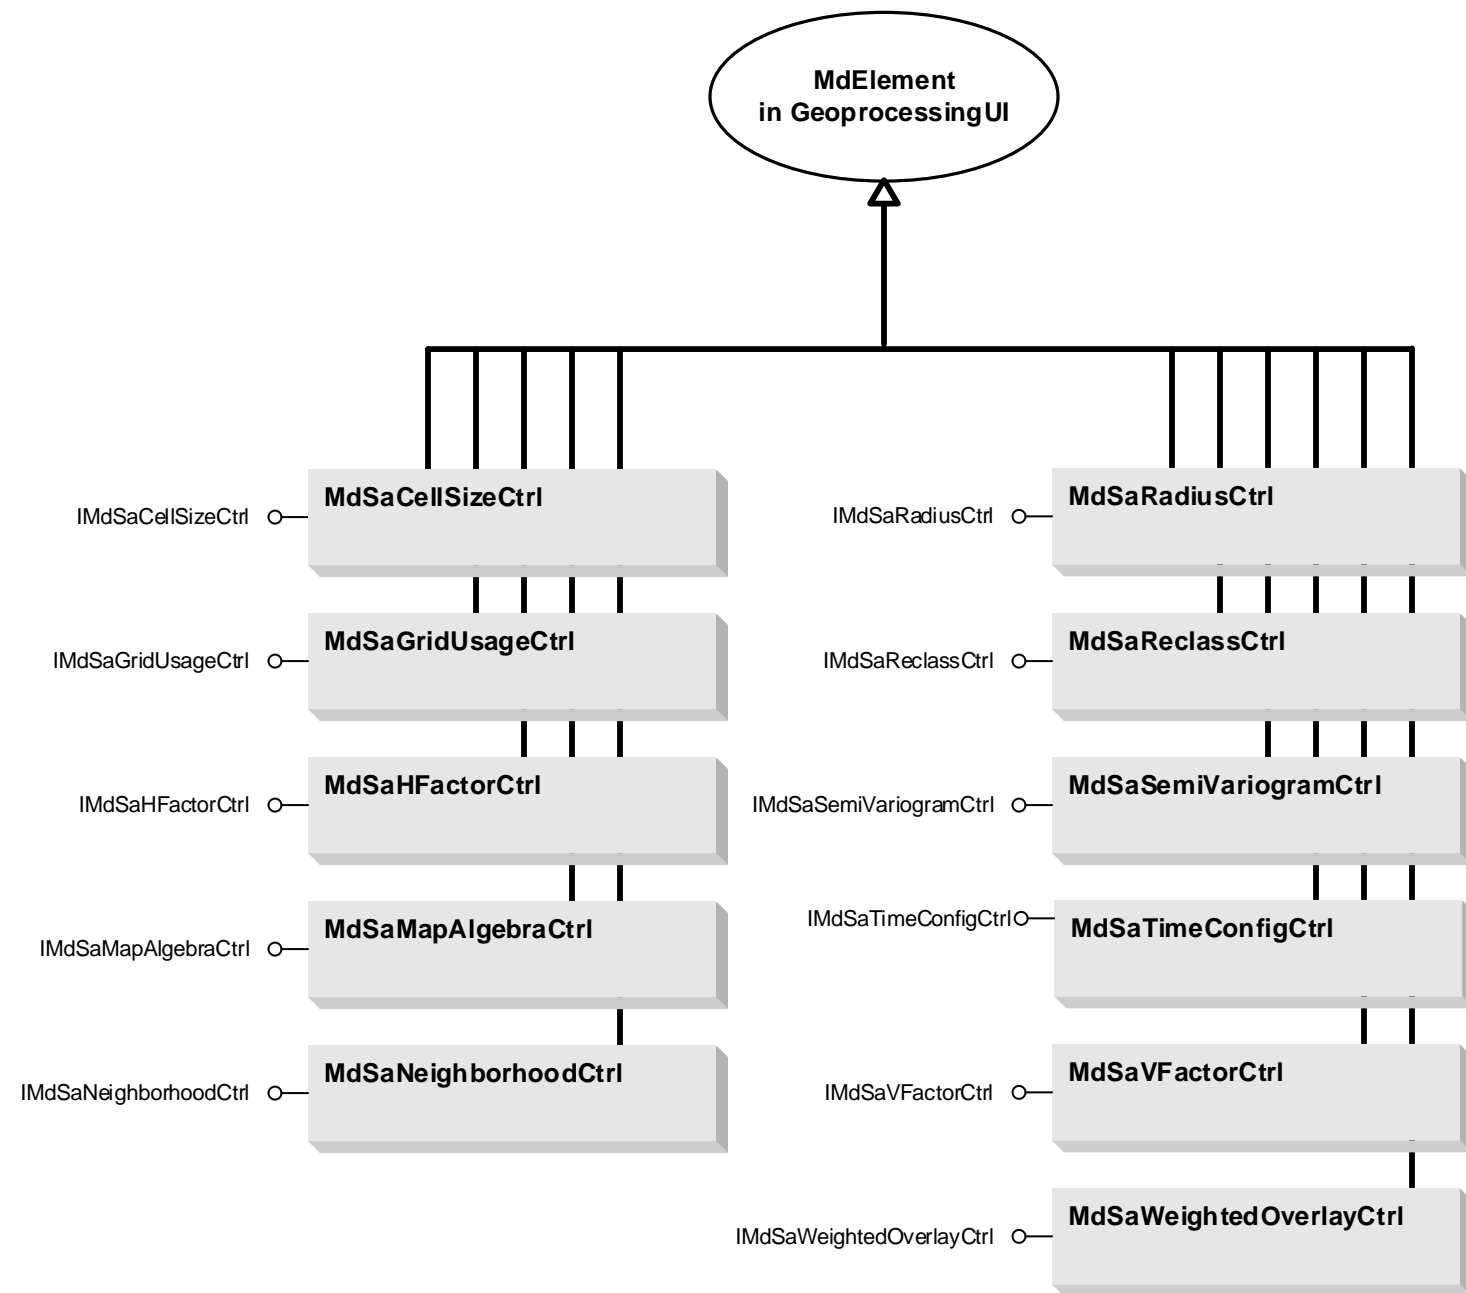 MdElement
in GeoprocessingUI
MdSaCellSizeCtrl
IMdSaCellSizeCtrl
MdSaGridUsageCtrl
IMdSaGridUsageCtrl
MdSaHFactorCtrl
IMdSaHFactorCtrl
MdSaMapAlgebraCtrl
IMdSaMapAlgebraCtrl
MdSaNeighborhoodCtrl
IMdSaNeighborhoodCtrl
MdSaRadiusCtrl
IMdSaRadiusCtrl
MdSaReclassCtrl
IMdSaReclassCtrl
MdSaSemiVariogramCtrl
IMdSaSemiVariogramCtrl
IMdSaTimeConfigCtrl
MdSaTimeConfigCtrl
MdSaVFactorCtrl
IMdSaVFactorCtrl
MdSaWeightedOverlayCtrl
IMdSaWeightedOverlayCtrl